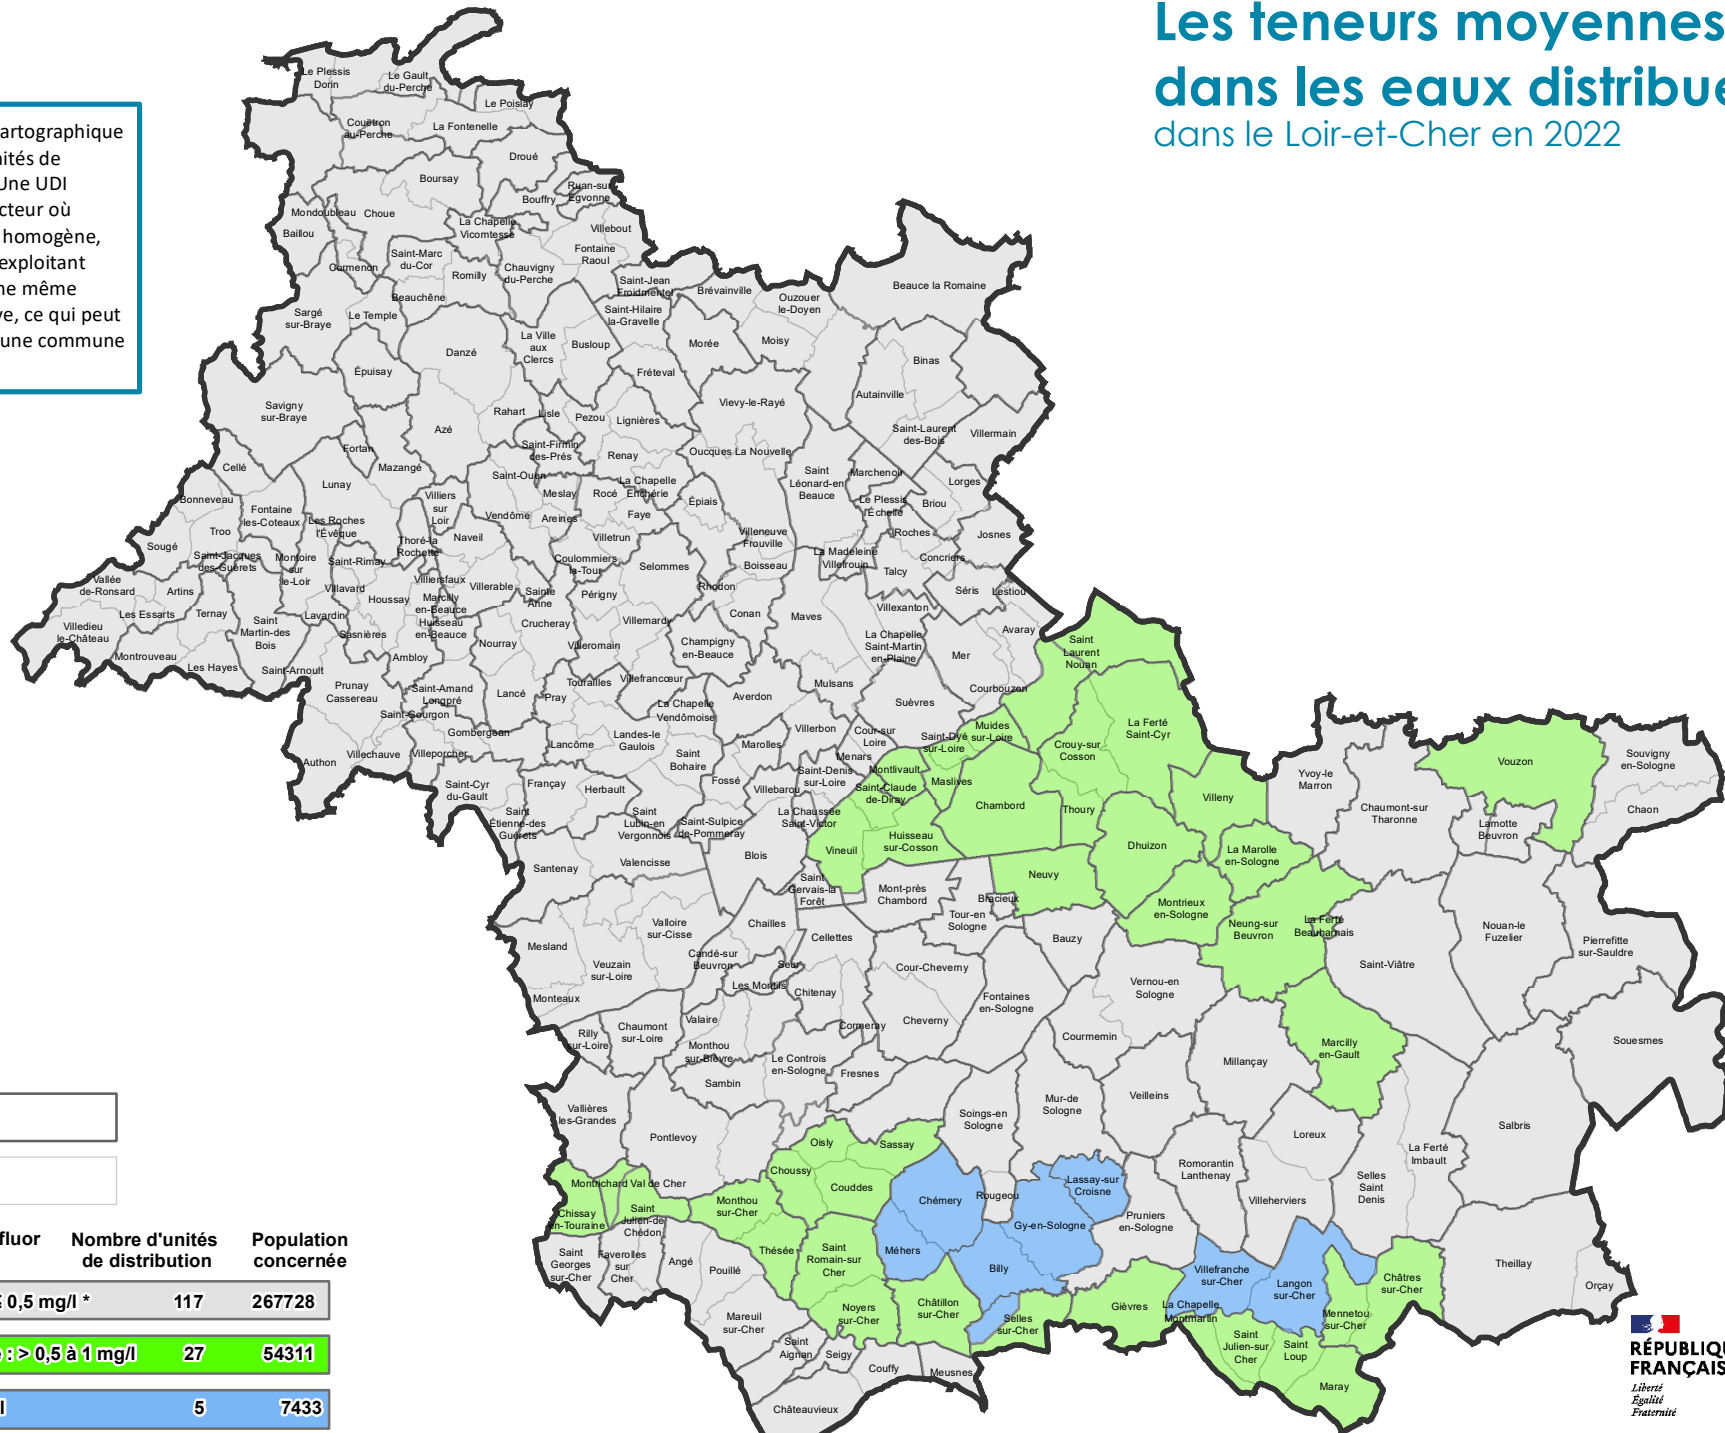 Les teneurs moyennes
dans les eaux distribué
dans le Loir-et-Cher en 2022
artographique
ités de
Une UDI
cteur où
homogène,
exploitant
ne même
ve, ce qui peut
une commune
Le Plessis
Dorin
Le Gault
du-Perche
Le Poislay
Couëtron
au-Perche
La Fontenelle
Droué
Boursay
Ruan-sur
Egvonne
Bouffry
Mondoubleau
Choue
La Chapelle
Vicomtesse
Villebout
Baillou
Fontaine
Raoul
Saint-Marc
du-Cor
Cormenon
Romilly
Chauvigny
du-Perche
Saint-Jean
Froidmentel
Brévainville
Ouzouer
le-Doyen
Beauce la Romaine
Beauchêne
Sargé
sur-Braye
Le Temple
Saint-Hilaire
la-Gravelle
La Ville
aux
Clercs
Busloup
Morée
Moisy
Danzé
Binas
Épuisay
Fréteval
Autainville
Savigny
sur-Braye
Vievy-le-Rayé
Rahart
Lisle
Pezou
Lignières
Azé
Saint-Laurent
des-Bois
Villermain
Fortan
Saint-Firmin
des-Prés
Renay
Oucques La Nouvelle
Cellé
Mazangé
Saint-Ouen
Saint
Léonard-en
Beauce
Marchenoir
Lorges
Lunay
La Chapelle
Enchérie
Bonneveau
Villiers
sur
Loir
Meslay
Rocé
Épiais
Le Plessis
l'Échelle
Briou
Fontaine
les-Coteaux
Les Roches
l'Évêque
Vendôme
Areines
Faye
Troo
Naveil
Villetrun
Villeneuve
Frouville
Roches
Josnes
Sougé
Thoré-la
Rochette
Saint-Jacques
des-Guérets
Montoire
sur
le-Loir
Saint-Rimay
Coulommiers
la-Tour
Selommes
Boisseau
La Madeleine
Villefrouin
Concriers
Talcy
Vallée
de-Ronsard
Artins
Villavard
Houssay
Villiersfaux
Villerable
Sainte
Anne
Périgny
Rhodon
Séris
Lestiou
Les Essarts
Ternay
Lavardin
Marcilly
en-Beauce
Huisseau
en-Beauce
Crucheray
Villemardy
Conan
Maves
Villexanton
Villedieu
le-Château
Saint
Martin-des
Bois
Sasnières
Nourray
Villeromain
Champigny
en-Beauce
La Chapelle
Saint-Martin
en-Plaine
Mer
Avaray
Saint
Laurent
Nouan
Montrouveau
Les Hayes
Saint-Arnoult
Ambloy
Prunay
Cassereau
Saint-Amand
Longpré
Lancé
Pray
Tourailles
Villefrancœur
Averdon
Mulsans
Suèvres
Courbouzon
Saint-Gourgon
La Chapelle
Vendômoise
Gombergean
Lancôme
Landes-le
Gaulois
Marolles
Villerbon
Cour-sur
Loire
Saint-Dyé
sur-Loire
Muides
sur-Loire
La Ferté
Saint-Cyr
Authon
Villechauve
Villeporcher
Saint
Bohaire
Menars
Crouy-sur
Cosson
Vouzon
Souvigny
en-Sologne
Saint-Cyr
du-Gault
Françay
Herbault
Fossé
Villebarou
Saint-Denis
sur-Loire
Montlivault
Saint-Claude
de-Diray
Maslives
Chambord
Thoury
Villeny
Yvoy-le
Marron
Chaumont-sur
Tharonne
Lamotte
Beuvron
Chaon
Saint
Étienne-des
Guérets
Saint
Lubin-en
Vergonnois
Saint-Sulpice
de-Pommeray
La Chaussée
Saint-Victor
Huisseau
sur-Cosson
Vineuil
Dhuizon
La Marolle
en-Sologne
Santenay
Valencisse
Blois
Saint
Gervais-la
Forêt
Mont-près
Chambord
Bracieux
Neuvy
Montrieux
en-Sologne
Tour-en
Sologne
Neung-sur
Beuvron
La Ferté
Beauharnais
Nouan-le
Fuzelier
Mesland
Valloire
sur-Cisse
Chailles
Cellettes
Bauzy
Pierrefitte
sur-Sauldre
Veuzain
sur-Loire
Candé-sur
Beuvron
Seur
Cour-Cheverny
Saint-Viâtre
Monteaux
Les Montils
Chitenay
Fontaines
en-Sologne
Vernou-en
Sologne
Rilly
sur-Loire
Chaumont
sur-Loire
Valaire
Cormeray
Cheverny
Courmemin
Marcilly
en-Gault
Souesmes
Monthou
sur-Bièvre
Le Controis
en-Sologne
Fresnes
Millançay
Sambin
Vallières
les-Grandes
Soings-en
Sologne
Mur-de
Sologne
Veilleins
Pontlevoy
Oisly
Sassay
Loreux
Salbris
La Ferté
Imbault
Choussy
Couddes
Montrichard Val de Cher
Chémery
Rougeou
Lassay-sur
Croisne
Romorantin
Lanthenay
Selles
Saint
Denis
Villeherviers
Monthou
sur-Cher
Chissay
en-Touraine
Saint
Julien-de
Chédon
Gy-en-Sologne
Pruniers
en-Sologne
Saint
Georges
sur-Cher
Faverolles
sur
Cher
Angé
Pouillé
Thésée
Saint
Romain-sur
Cher
Méhers
Billy
Villefranche
sur-Cher
Langon
sur-Cher
Châtres
sur-Cher
Theillay
Orçay
Noyers
sur-Cher
Châtillon
sur-Cher
Selles
sur-Cher
Gièvres
La Chapelle
Montmartin
Mennetou
sur-Cher
Mareuil
sur-Cher
Saint
Aignan
Seigy
Couffy
Meusnes
Saint
Julien-sur
Cher
Saint
Loup
Maray
Châteauvieux
fluor Nombre d'unités Population
de distribution concernée
0,5 mg/l * 117 267728
: > 0,5 à 1 mg/l 27 54311
l 5 7433
RÉPUBLIQU
FRANÇAIS
Liberté
Égalité
Fraternité